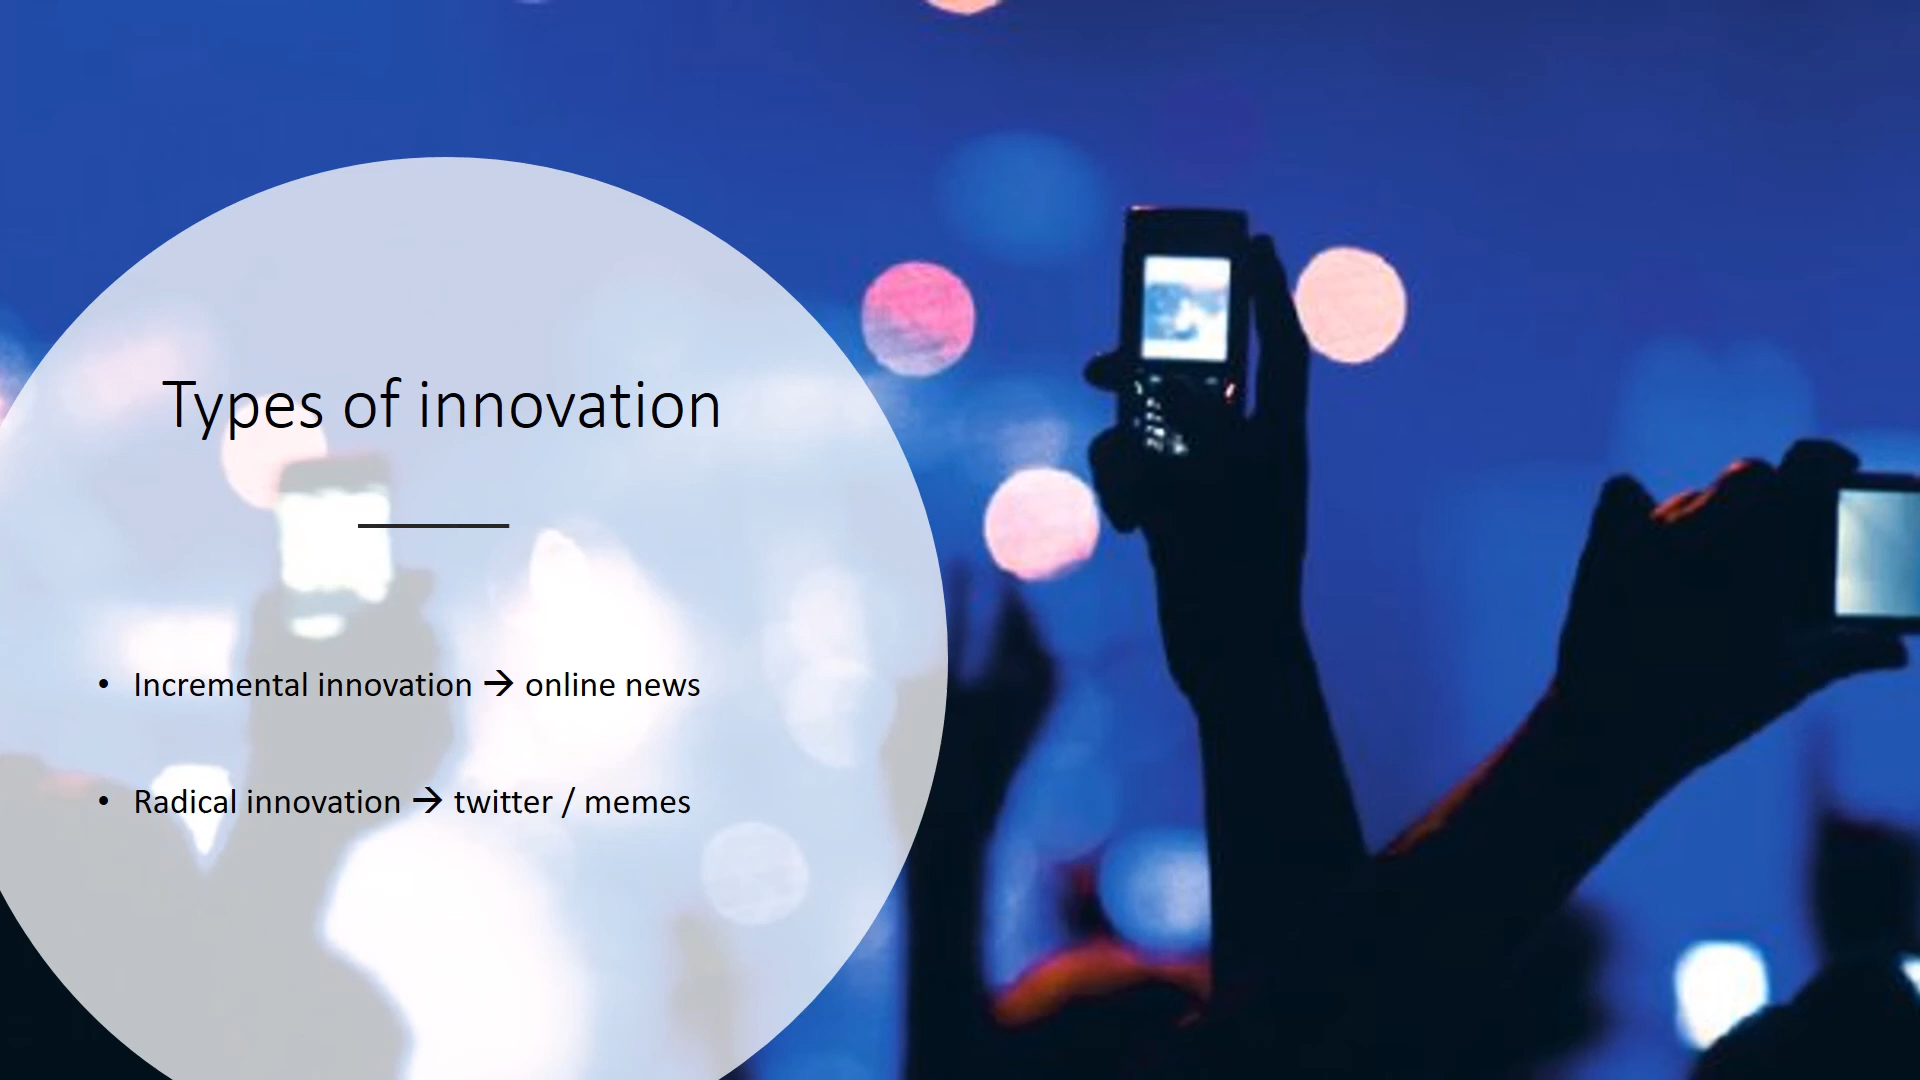 Types of innovation
• Incremental innovation → online news
• Radical innovation → twitter / memes